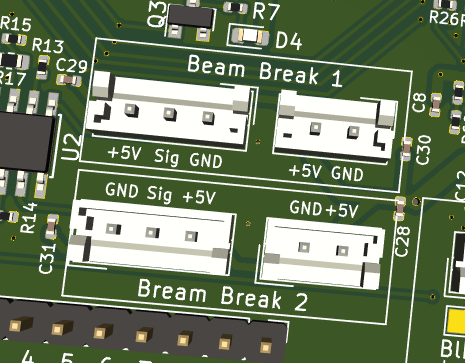 Q3
R7
R26
R15
D4
R13
Beam Break 1
C29
R17
C8
U2
+5V Sig GND
+5V GND
C30
GND Sig +5V
GND+5V
C12
R14
C31
C28
Bream Break 2
4 5 6